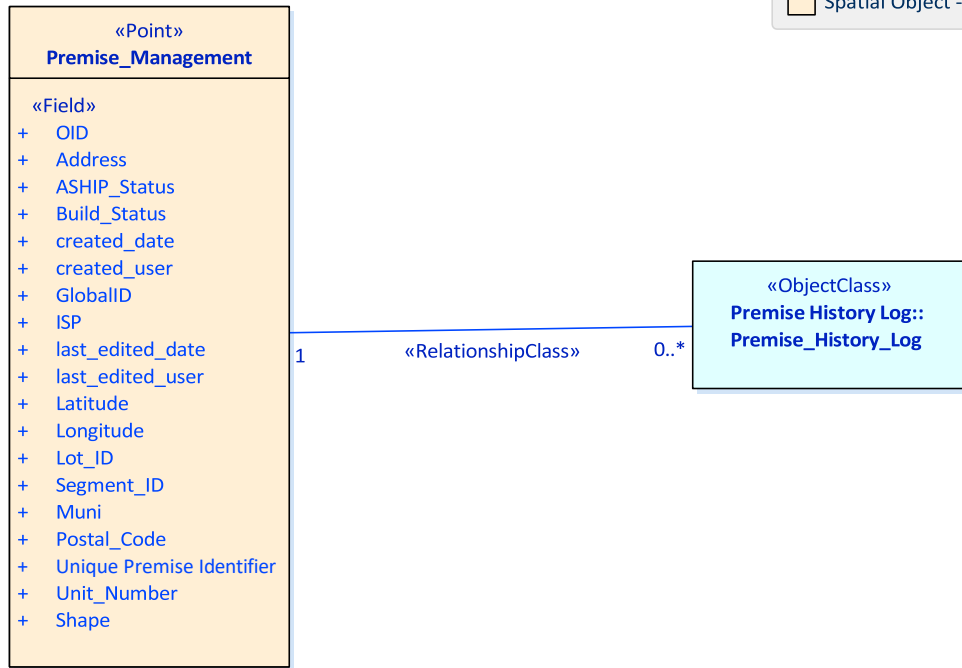 Spatial Object -
«Point»
Premise_Management
«Field»
+ OID
+ Address
+ ASHIP_Status
+ Build_Status
+ created_date
+ created_user
+ GlobalID
+ ISP
+ last_edited_date
+ last_edited_user
+ Latitude
+ Longitude
+ Lot_ID
+ Segment_ID
+ Muni
+ Postal_Code
+ Unique Premise Identifier
+ Unit_Number
+ Shape
1
«RelationshipClass»
0..*
«ObjectClass»
Premise History Log::
Premise_History_Log